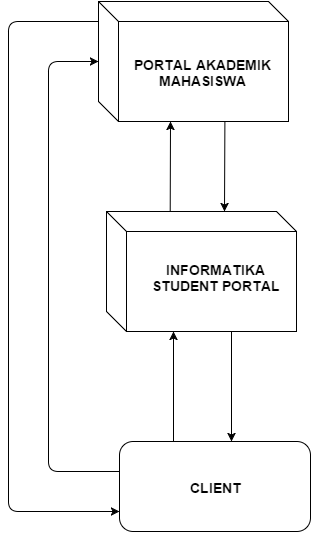 PORTAL AKADEMIK
MAHASISWA
INFORMATIKA
STUDENT PORTAL
CLIENT